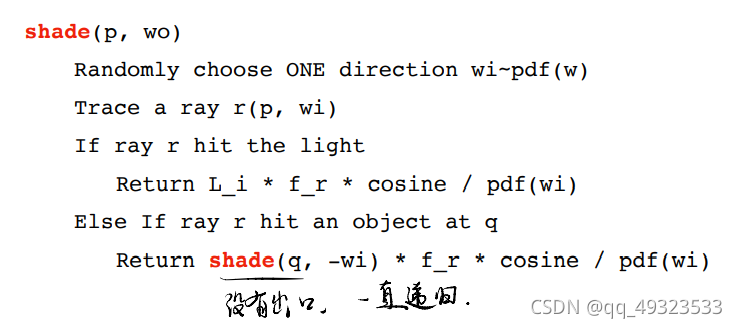 shade(p, wo)
Randomly choose ONE direction wi~pdf(w)
Trace a ray r(p, wi)
If ray r hit the light
Return L_i * f_r * cosine / pdf(wi)
Else If ray r hit an object at q
Return shade(q, -wi) * f_r * cosine / pdf(wi)
没有出口、一直递归.
CSDN @qq_49323533